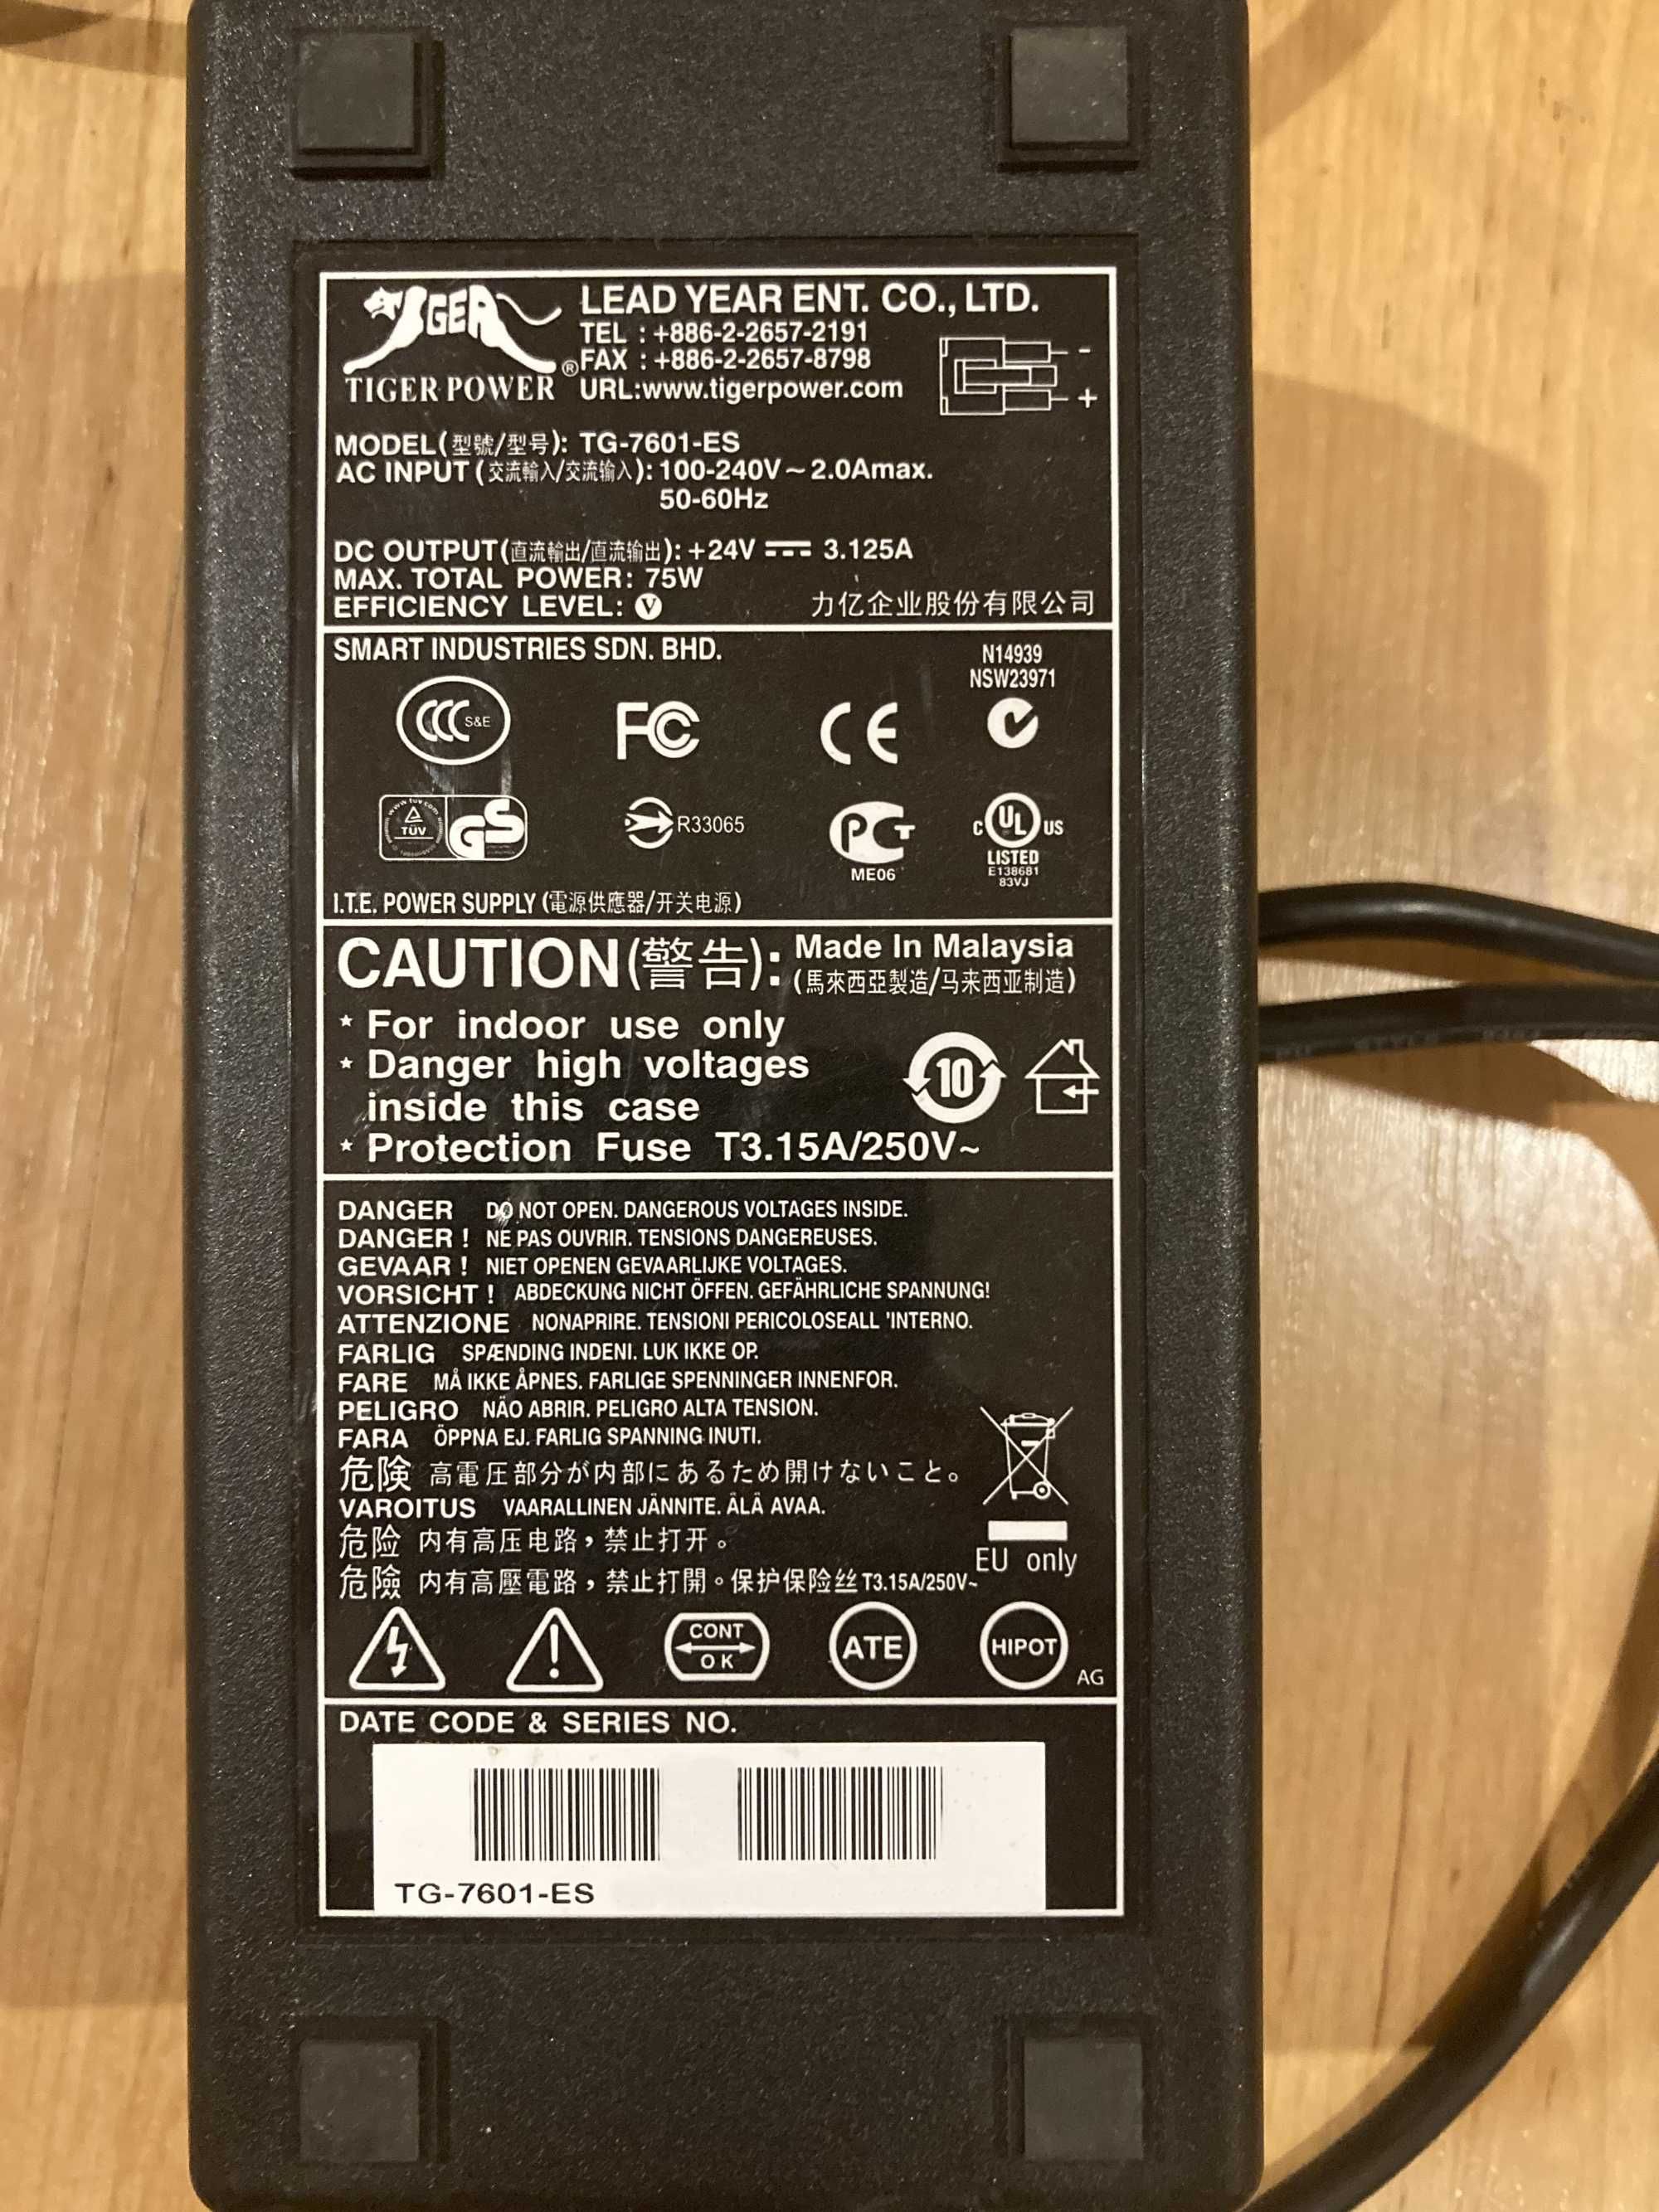 TIGER
LEAD YEAR ENT. CO., LTD.
TEL : +886-2-2657-2191
FAX : +886-2-2657-8798
TIGER POWER ® URL:www.tigerpower.com
-
+
MODEL(型號/型号): TG-7601-ES
AC INPUT (交流輸入/交流输入): 100-240V ~ 2.0Amax.
50-60Hz
DC OUTPUT(直流輸出/直流输出): +24V ⎓ 3.125A
MAX. TOTAL POWER: 75W
EFFICIENCY LEVEL: V
力亿企业股份有限公司
SMART INDUSTRIES SDN. BHD.
N14939
NSW23971
CCC S&E
FC
CE
TÜV
GS
R33065
PCT
ME06
C UL US
LISTED
E138681
83VJ
I.T.E. POWER SUPPLY (電源供應器/开关电源)
CAUTION(警告): Made In Malaysia
(馬來西亞製造/马来西亚制造)
* For indoor use only
* Danger high voltages
inside this case
10
* Protection Fuse T3.15A/250V~
DANGER DO NOT OPEN. DANGEROUS VOLTAGES INSIDE.
DANGER ! NE PAS OUVRIR. TENSIONS DANGEREUSES.
GEVAAR ! NIET OPENEN GEVAARLIJKE VOLTAGES.
VORSICHT ! ABDECKUNG NICHT ÖFFEN. GEFÄHRLICHE SPANNUNG!
ATTENZIONE NONAPRIRE. TENSIONI PERICOLOSEALL 'INTERNO.
FARLIG SPÆNDING INDENI. LUK IKKE OP.
FARE MÅ IKKE ÅPNES. FARLIGE SPENNINGER INNENFOR.
PELIGRO NÃO ABRIR. PELIGRO ALTA TENSION.
FARA ÖPPNA EJ. FARLIG SPANNING INUTI.
危険 高電圧部分が内部にあるため開けないこと。
VAROITUS VAARALLINEN JÄNNITE. ÄLÄ AVAA.
危险 内有高压电路，禁止打开。
EU only
危險 內有高壓電路，禁止打開。保护保险丝 T3.15A/250V~
CONT
OK
ATE
HIPOT
AG
DATE CODE & SERIES NO.
TG-7601-ES